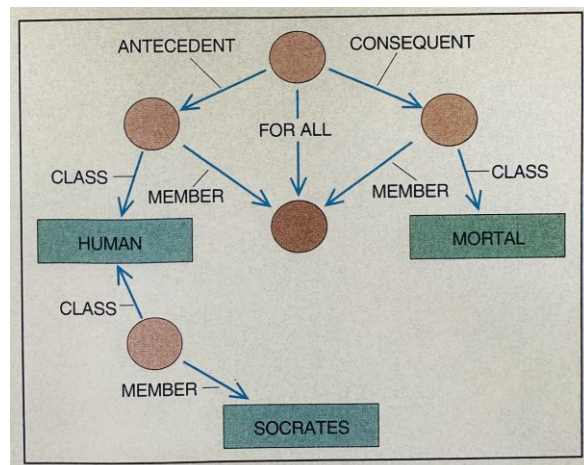 ANTECEDENT
CONSEQUENT
FOR ALL
CLASS
MEMBER
MEMBER
CLASS
HUMAN
MORTAL
CLASS
MEMBER
SOCRATES